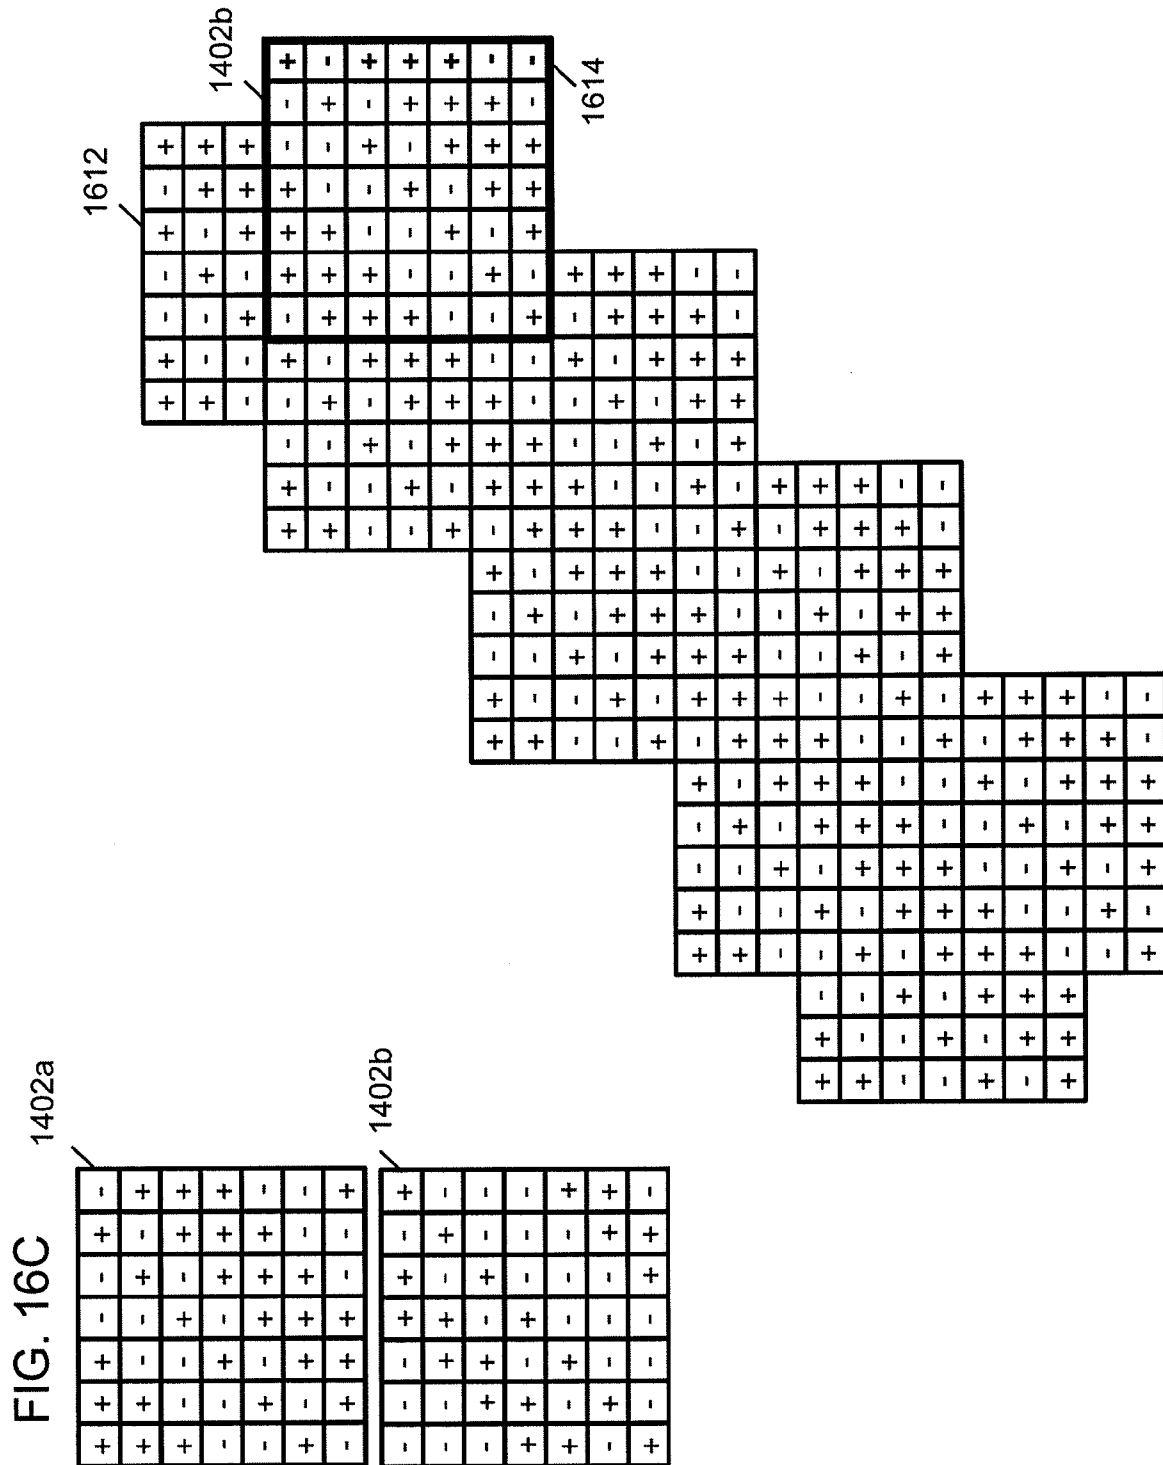 FIG. 16C
1402a
+ + + - - + -
+ + - - + - +
+ - - + - + +
- - + - + + +
- + - + + + -
+ - + + + - -
- + + + - - +
1402b
- - - + + - +
- - + + - + -
- + + - + - -
+ + - + - - -
+ - + - - - +
- + - - - + +
+ - - - + + -
1612
1402b
+ + - - + - +
+ - - + - + +
- - + - + + +
+ + - - + - + + + - - +
+ - - + - + + + - - + -
- - + - + + + - - + - +
- + - + + + - - + - + +
+ - + + + - - + - + + +
+ + - - + - + + + - - + - + + + -
+ - - + - + + + - - + - + + + - -
- - + - + + + - - + - +
- + - + + + - - + - + +
+ - + + + - - + - + + +
+ + - - + - + + + - - + - + + + -
+ - - + - + + + - - + - + + + - -
- - + - + + + - - + - +
+ + - - + - + + + - - + - + +
+ - - + - + + + - - + - + + +
- - + - + + + - - + - + + + -
- + - + + + - - + - + + + - -
+ - + + + - - + - +
- + + + - - + - + +
+ + + - - + - + + +
- + - + + + -
+ - + + + - -
1614